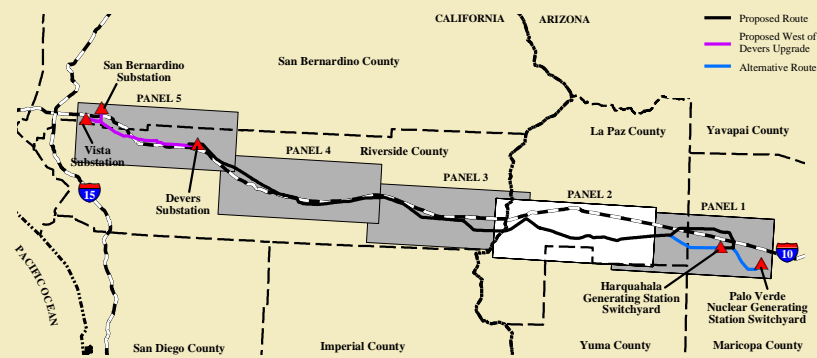 CALIFORNIA
ARIZONA
Proposed Route
Proposed West of
Devers Upgrade
Alternative Route
San Bernardino
Substation
San Bernardino County
PANEL 5
La Paz County
Yavapai County
PANEL 4
Riverside County
Vista
Substation
PANEL 3
PANEL 2
PANEL 1
15
Devers
Substation
10
PACIFIC OCEAN
Harquahala
Generating Station
Switchyard
Palo Verde
Nuclear Generating
Station Switchyard
San Diego County
Imperial County
Yuma County
Maricopa County